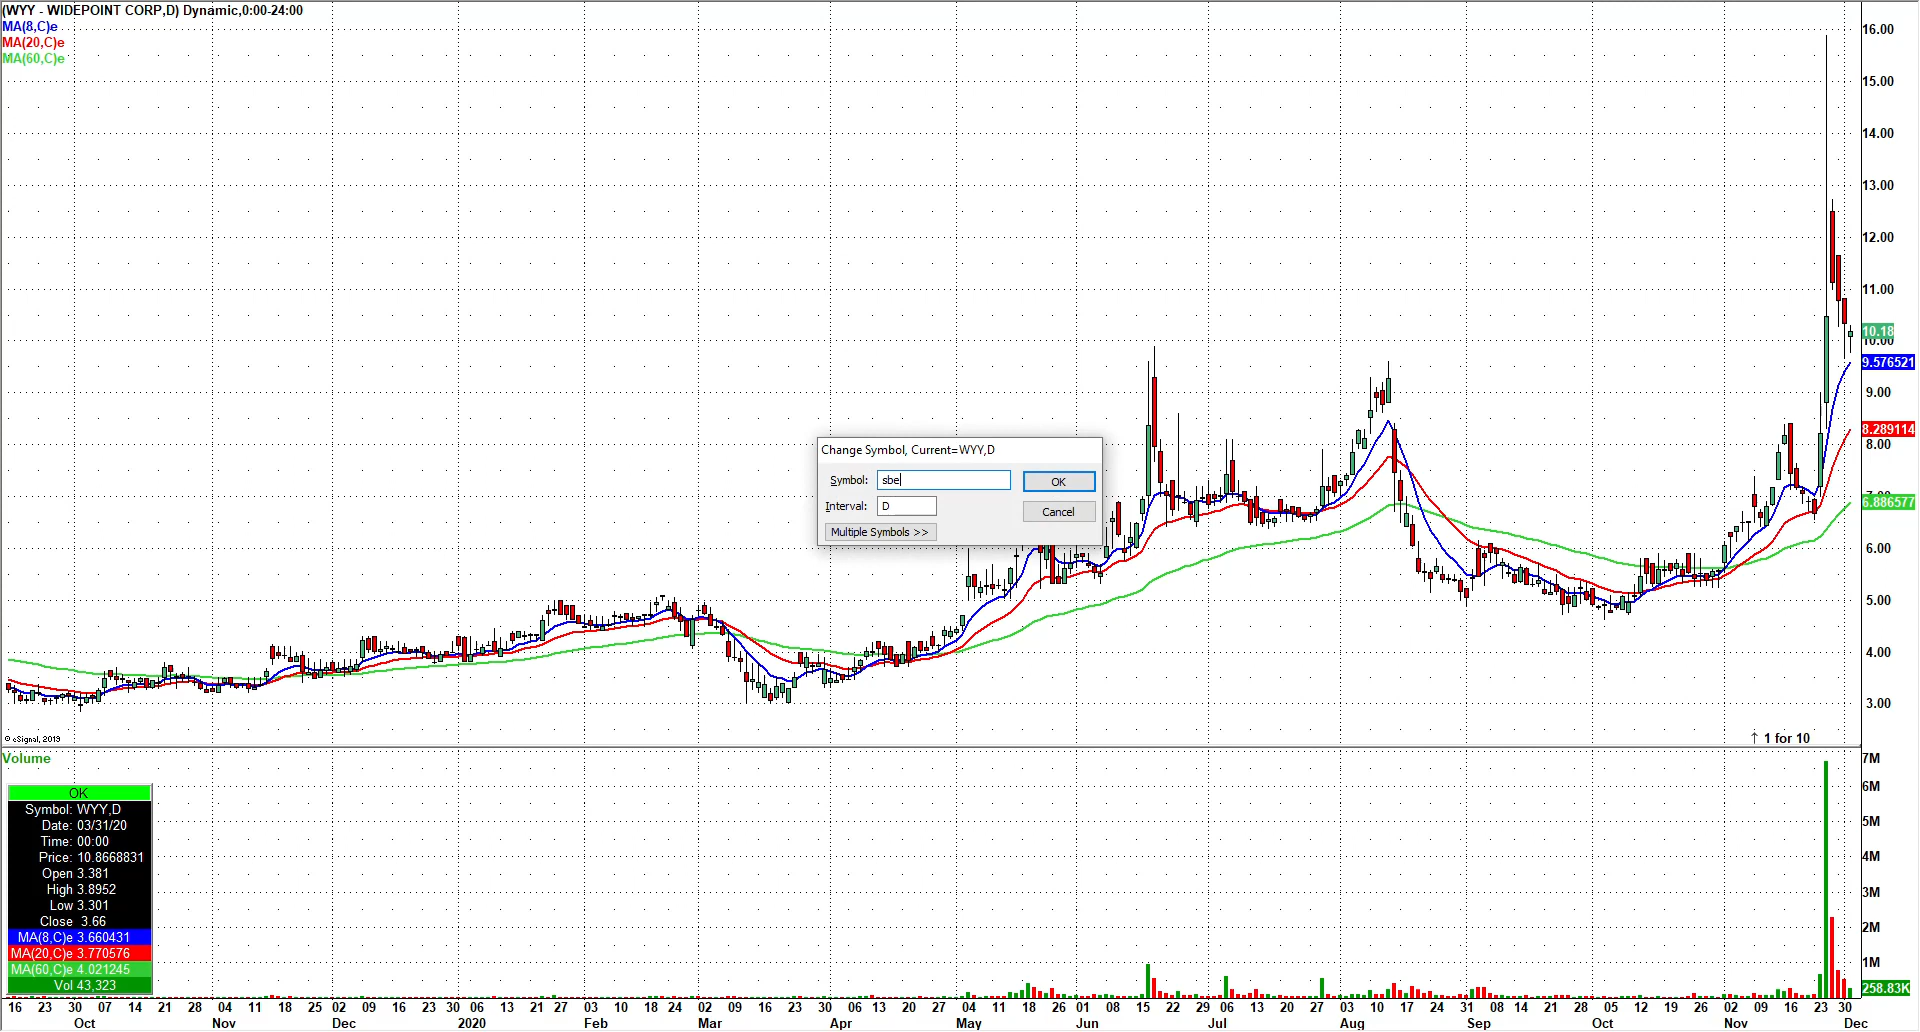 (WYY - WIDEPOINT CORP,D) Dynamic,0:00-24:00
MA(8,C)e
MA(20,C)e
MA(60,C)e
16.00
15.00
14.00
13.00
12.00
11.00
10.18
10.00
9.576521
9.00
8.289114
8.00
7.00
6.886577
6.00
5.00
4.00
3.00
Change Symbol, Current=WYY,D
Symbol: sbe
OK
Interval: D
Cancel
Multiple Symbols >>
© eSignal, 2019
↑ 1 for 10
Volume
7M
6M
5M
4M
3M
2M
1M
258.83K
OK
Symbol: WYY,D
Date: 03/31/20
Time: 00:00
Price: 10.8668831
Open 3.381
High 3.8952
Low 3.301
Close 3.66
MA(8,C)e 3.660431
MA(20,C)e 3.770576
MA(60,C)e 4.021245
Vol 43,323
16 23 30 07 14 21 28 04 11 18 25 02 09 16 23 30 06 13 21 27 03 10 18 24 02 09 16 23 30 06 13 20 27 04 11 18 26 01 08 15 22 29 06 13 20 27 03 10 17 24 31 08 14 21 28 05 12 19 26 02 09 16 23 30
Oct Nov Dec 2020 Feb Mar Apr May Jun Jul Aug Sep Oct Nov Dec